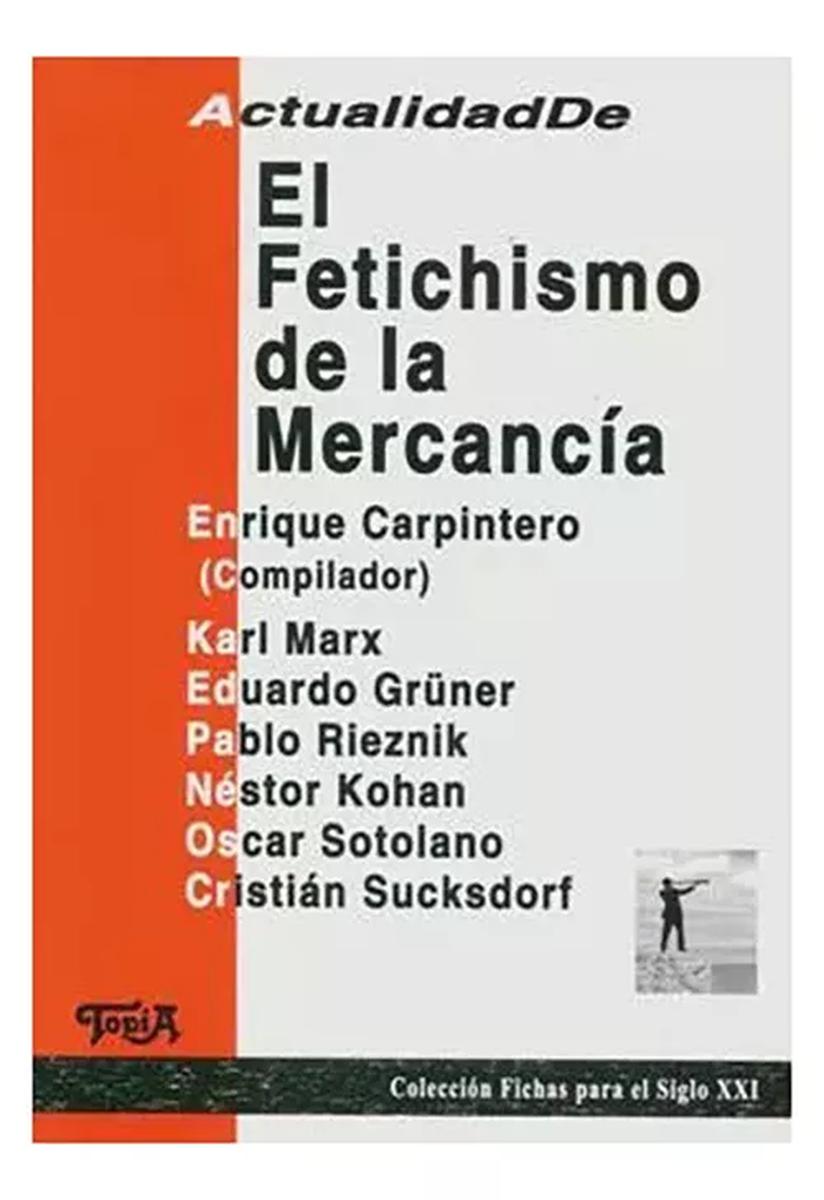 ActualidadDe
El
Fetichismo
de la
Mercancía
Enrique Carpintero
(Compilador)
Karl Marx
Eduardo Grüner
Pablo Rieznik
Néstor Kohan
Oscar Sotolano
Cristián Sucksdorf
TopiA
Colección Fichas para el Siglo XXI